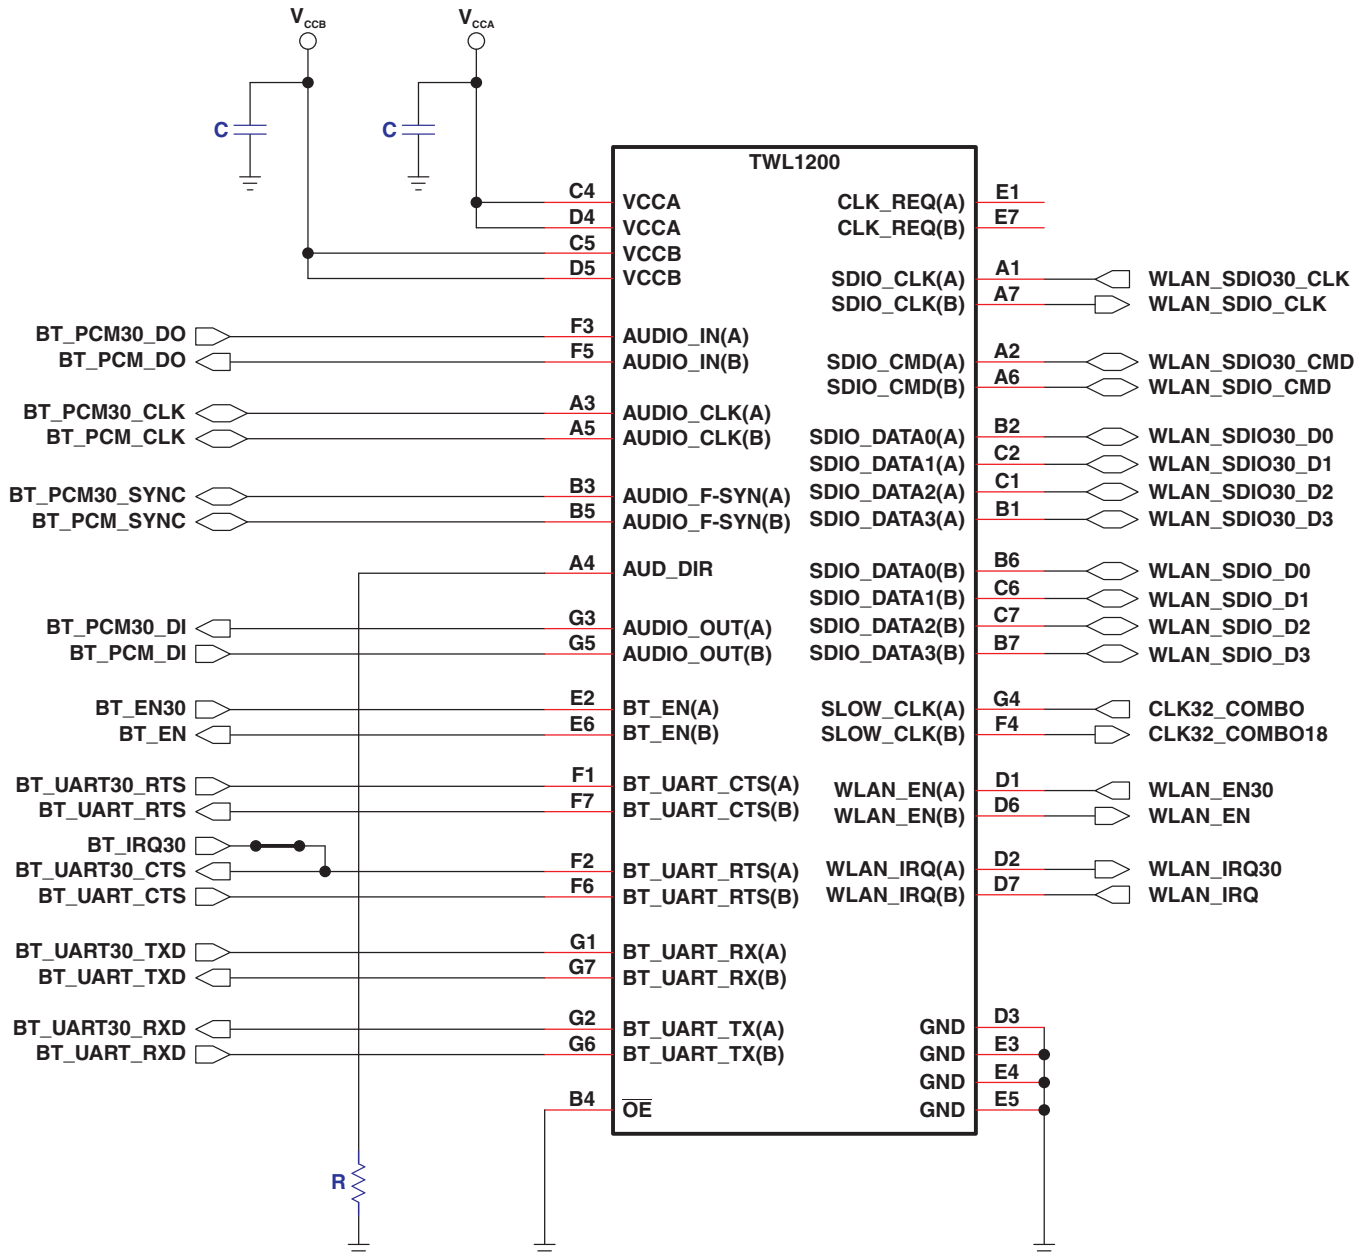 V CCB
V CCA
C
C
TWL1200
C4 VCCA
D4 VCCA
C5 VCCB
D5 VCCB
BT_PCM30_DO F3 AUDIO_IN(A)
BT_PCM_DO F5 AUDIO_IN(B)
BT_PCM30_CLK A3 AUDIO_CLK(A)
BT_PCM_CLK A5 AUDIO_CLK(B)
BT_PCM30_SYNC B3 AUDIO_F-SYN(A)
BT_PCM_SYNC B5 AUDIO_F-SYN(B)
A4 AUD_DIR
BT_PCM30_DI G3 AUDIO_OUT(A)
BT_PCM_DI G5 AUDIO_OUT(B)
BT_EN30 E2 BT_EN(A)
BT_EN E6 BT_EN(B)
BT_UART30_RTS F1 BT_UART_CTS(A)
BT_UART_RTS F7 BT_UART_CTS(B)
BT_IRQ30
BT_UART30_CTS F2 BT_UART_RTS(A)
BT_UART_CTS F6 BT_UART_RTS(B)
BT_UART30_TXD G1 BT_UART_RX(A)
BT_UART_TXD G7 BT_UART_RX(B)
BT_UART30_RXD G2 BT_UART_TX(A)
BT_UART_RXD G6 BT_UART_TX(B)
B4 OE
R
CLK_REQ(A) E1
CLK_REQ(B) E7
SDIO_CLK(A) A1 WLAN_SDIO30_CLK
SDIO_CLK(B) A7 WLAN_SDIO_CLK
SDIO_CMD(A) A2 WLAN_SDIO30_CMD
SDIO_CMD(B) A6 WLAN_SDIO_CMD
SDIO_DATA0(A) B2 WLAN_SDIO30_D0
SDIO_DATA1(A) C2 WLAN_SDIO30_D1
SDIO_DATA2(A) C1 WLAN_SDIO30_D2
SDIO_DATA3(A) B1 WLAN_SDIO30_D3
SDIO_DATA0(B) B6 WLAN_SDIO_D0
SDIO_DATA1(B) C6 WLAN_SDIO_D1
SDIO_DATA2(B) C7 WLAN_SDIO_D2
SDIO_DATA3(B) B7 WLAN_SDIO_D3
SLOW_CLK(A) G4 CLK32_COMBO
SLOW_CLK(B) F4 CLK32_COMBO18
WLAN_EN(A) D1 WLAN_EN30
WLAN_EN(B) D6 WLAN_EN
WLAN_IRQ(A) D2 WLAN_IRQ30
WLAN_IRQ(B) D7 WLAN_IRQ
GND D3
GND E3
GND E4
GND E5